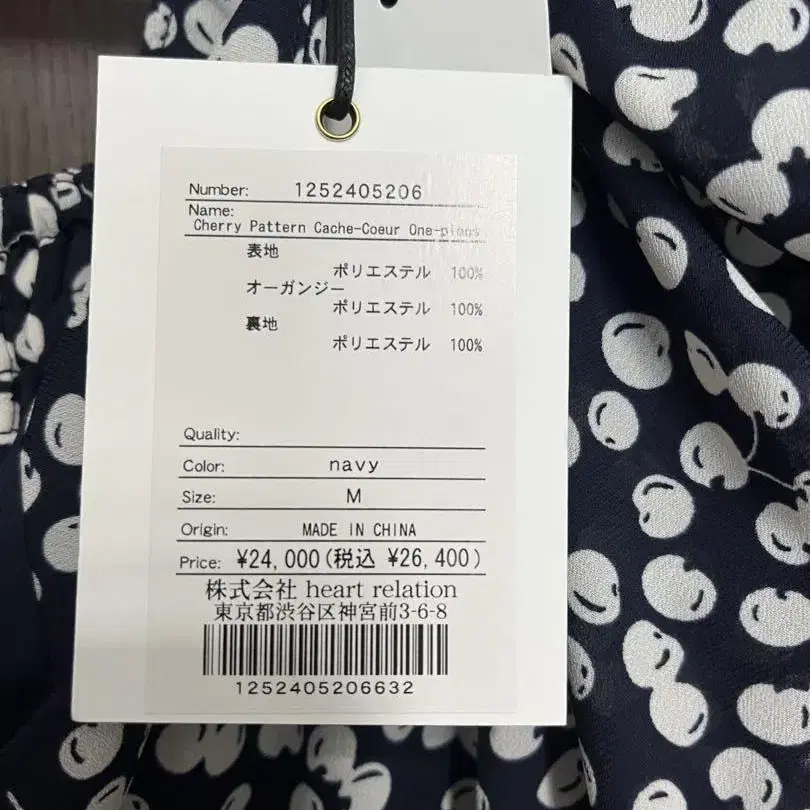 Number: 1252405206
Name:
Cherry Pattern Cache-Coeur One-piece
表地
ポリエステル 100%
オーガンジー
ポリエステル 100%
裏地
ポリエステル 100%
Quality:
Color: navy
Size: M
Origin: MADE IN CHINA
Price: ¥24,000(税込 ¥26,400)
株式会社 heart relation
東京都渋谷区神宮前3-6-8
1252405206632